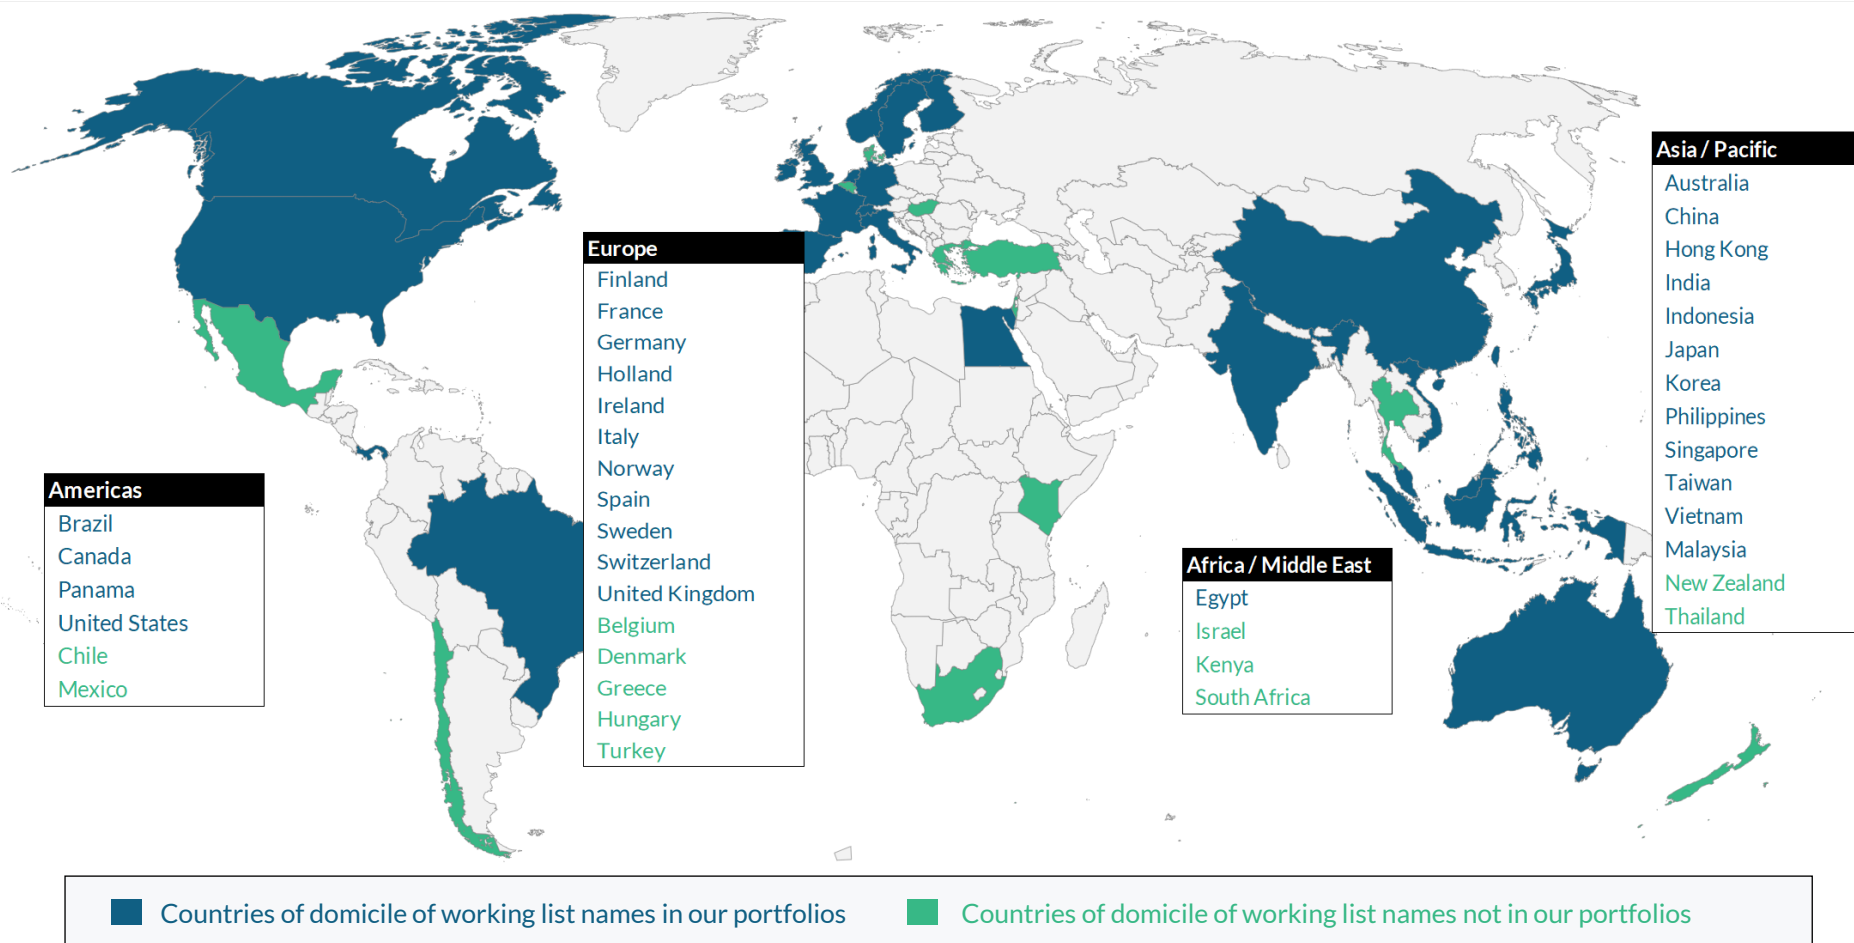 Asia / Pacific
Australia
China
Hong Kong
India
Indonesia
Japan
Korea
Philippines
Singapore
Taiwan
Vietnam
Malaysia
New Zealand
Thailand
Europe
Finland
France
Germany
Holland
Ireland
Italy
Norway
Spain
Sweden
Switzerland
United Kingdom
Belgium
Denmark
Greece
Hungary
Turkey
Americas
Brazil
Canada
Panama
United States
Chile
Mexico
Africa / Middle East
Egypt
Israel
Kenya
South Africa
Countries of domicile of working list names in our portfolios
Countries of domicile of working list names not in our portfolios